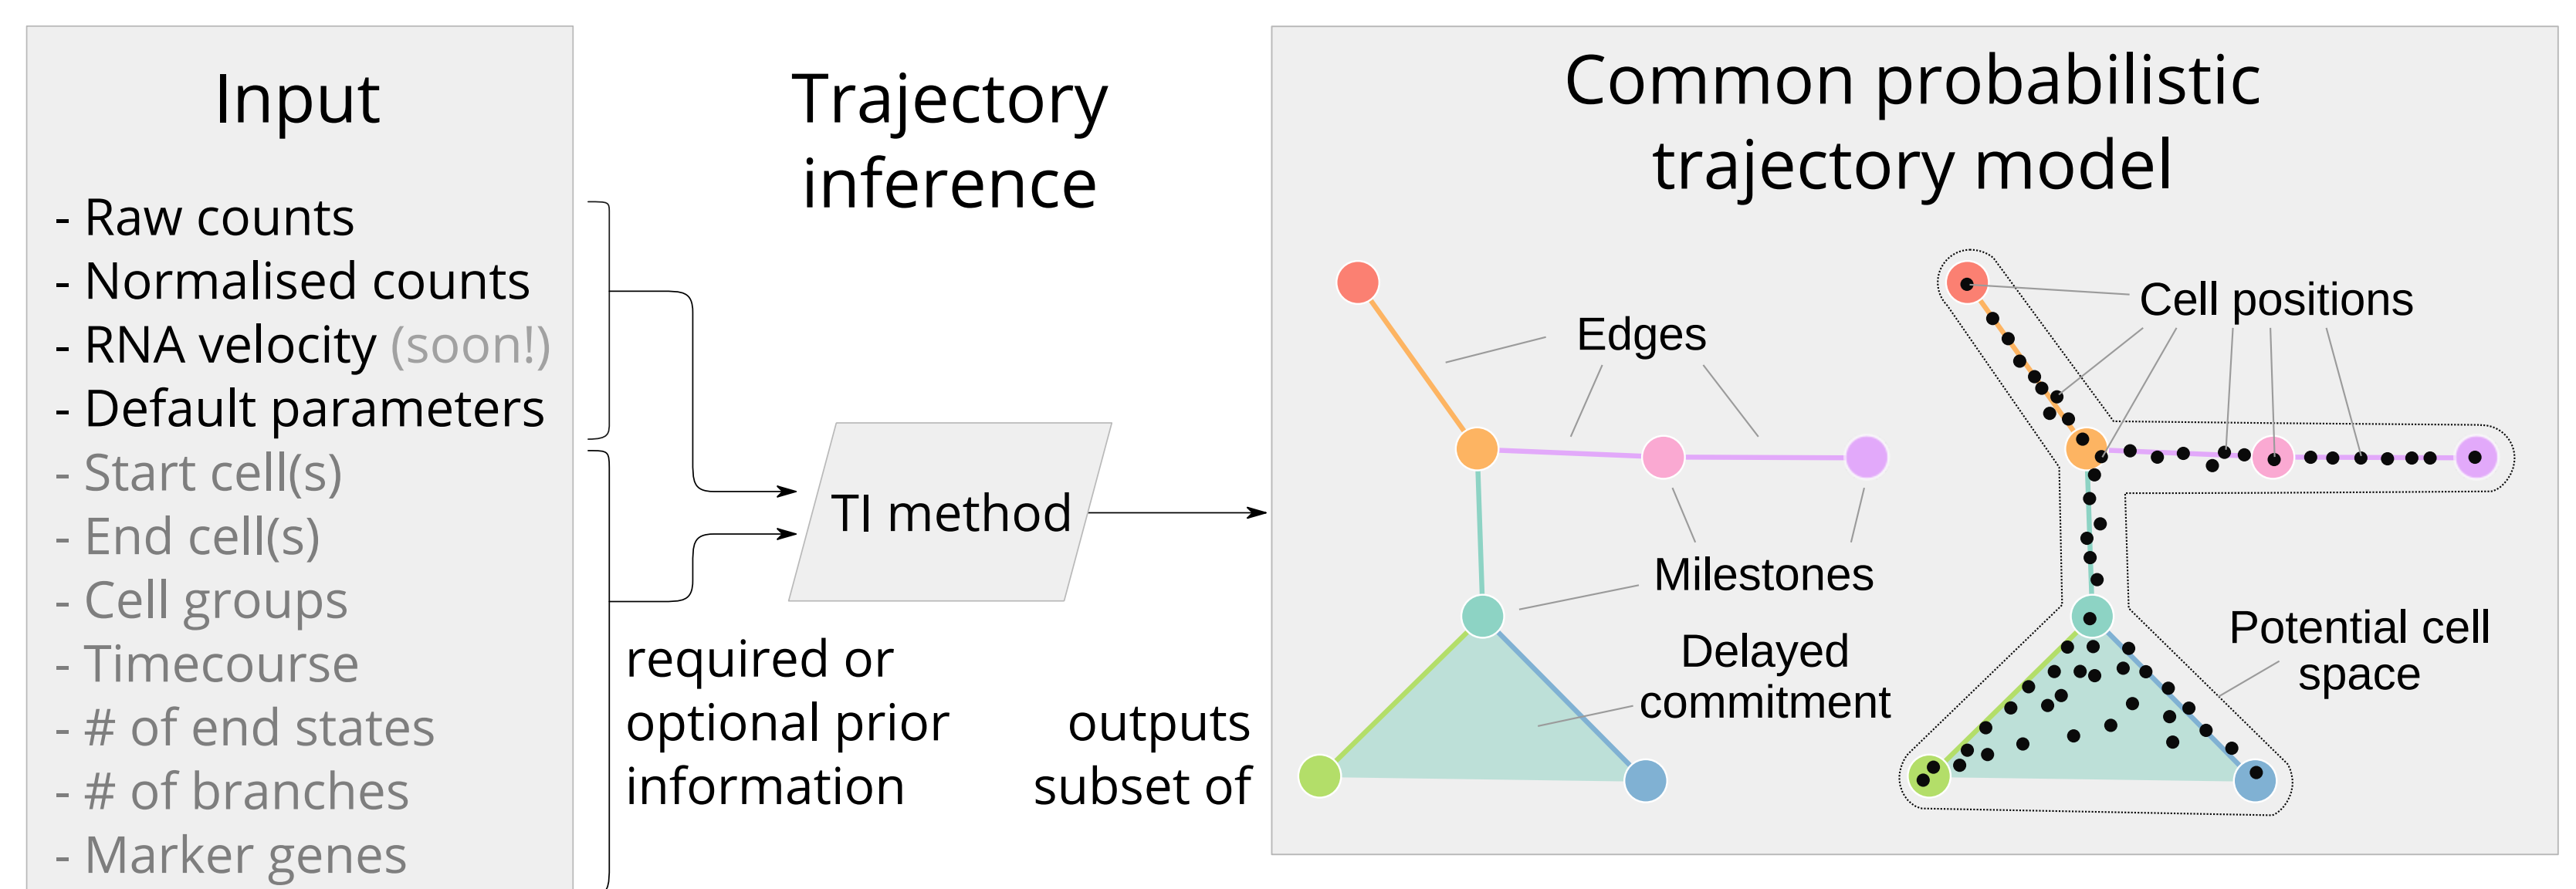 Input
- Raw counts
- Normalised counts
- RNA velocity (soon!)
- Default parameters
- Start cell(s)
- End cell(s)
- Cell groups
- Timecourse
- # of end states
- # of branches
- Marker genes
Trajectory
inference
TI method
required or
optional prior
information
outputs
subset of
Common probabilistic
trajectory model
Edges
Milestones
Delayed
commitment
Cell positions
Potential cell
space